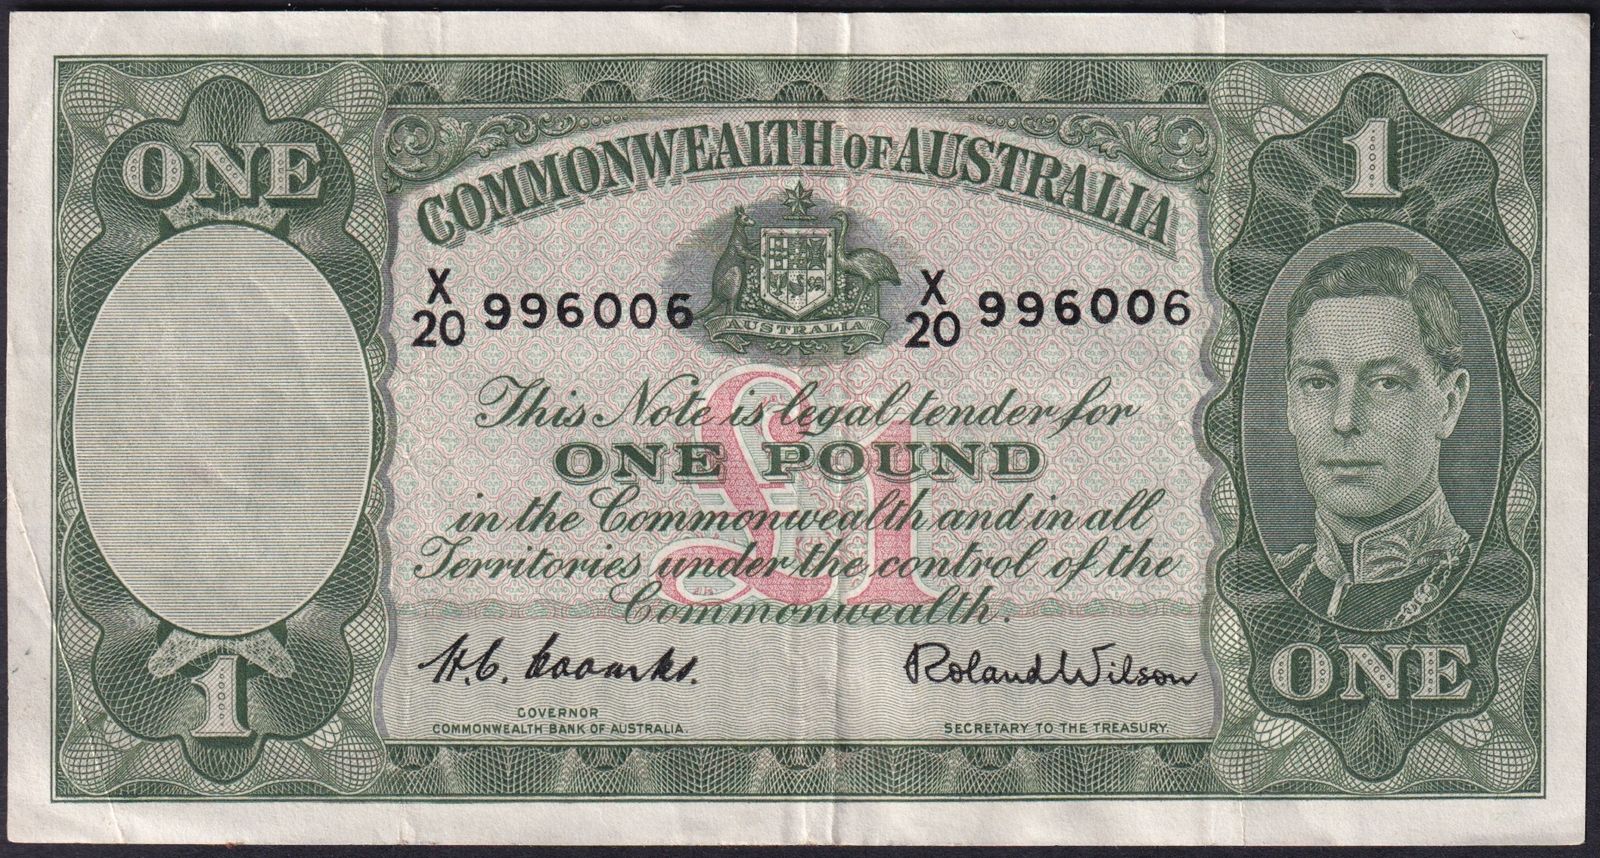 ONE
1
COMMONWEALTH OF AUSTRALIA
X
20 996006
X
20 996006
AUSTRALIA
£1
This Note is legal tender for
ONE POUND
in the Commonwealth and in all
Territories under the control of the
Commonwealth.
H.C. Coombs.
Roland Wilson
GOVERNOR
COMMONWEALTH BANK OF AUSTRALIA.
SECRETARY TO THE TREASURY.
1
ONE